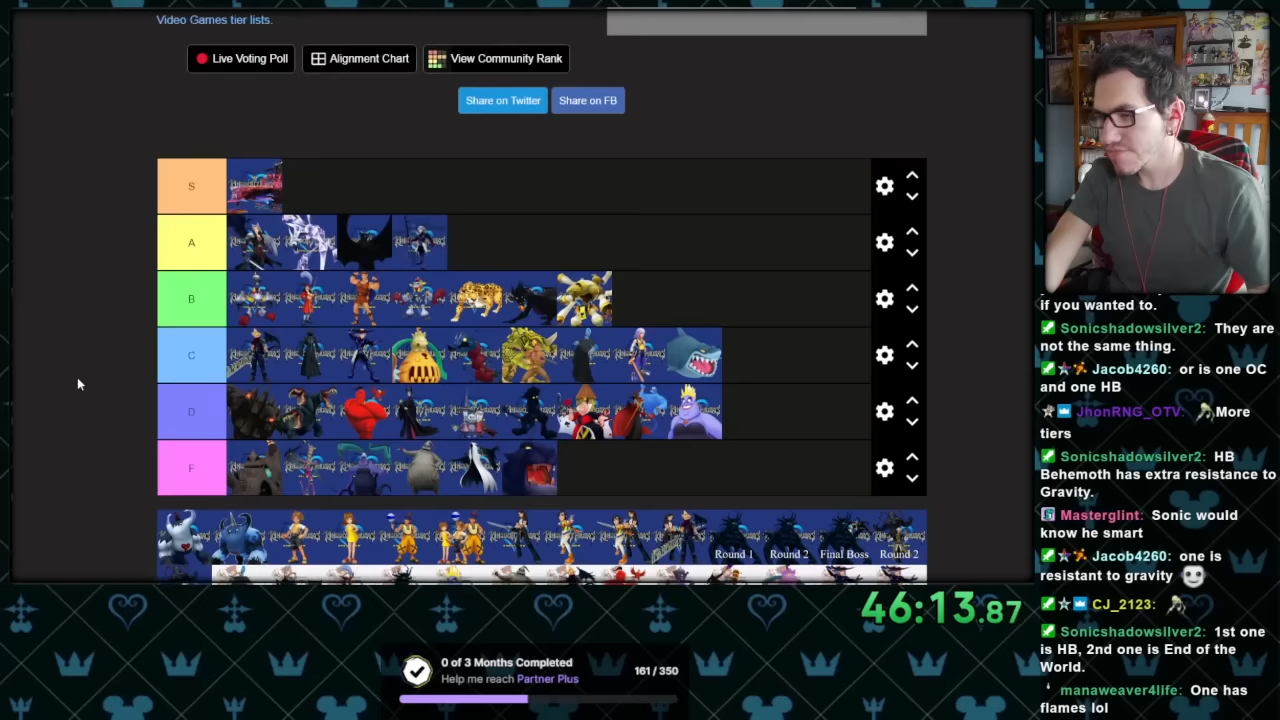 Video Games tier lists.
Live Voting Poll
Alignment Chart
View Community Rank
Share on Twitter
Share on FB
S
A
B
C
D
F
Round 1
Round 2
Final Boss
Round 2
46:13.87
0 of 3 Months Completed
Help me reach Partner Plus
161 / 350
if you wanted to.
Sonicshadowsilver2: They are
not the same thing.
Jacob4260: or is one OC
and one HB
JhonRNG_OTV: More
tiers
Sonicshadowsilver2: HB
Behemoth has extra resistance to
Gravity.
Masterglint: Sonic would
know he smart
Jacob4260: one is
resistant to gravity
CJ_2123:
Sonicshadowsilver2: 1st one
is HB, 2nd one is End of the
World.
manaweaver4life: One has
flames lol